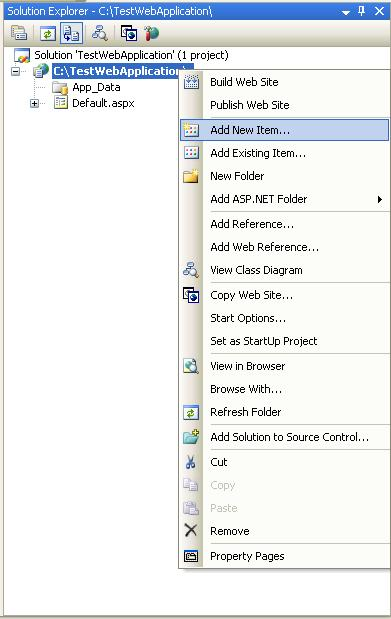 Solution Explorer - C:\TestWebApplication\
Solution 'TestWebApplication' (1 project)
C:\TestWebApplication\
App_Data
Default.aspx
Build Web Site
Publish Web Site
Add New Item...
Add Existing Item...
New Folder
Add ASP.NET Folder
Add Reference...
Add Web Reference...
View Class Diagram
Copy Web Site...
Start Options...
Set as StartUp Project
View in Browser
Browse With...
Refresh Folder
Add Solution to Source Control...
Cut
Copy
Paste
Remove
Property Pages